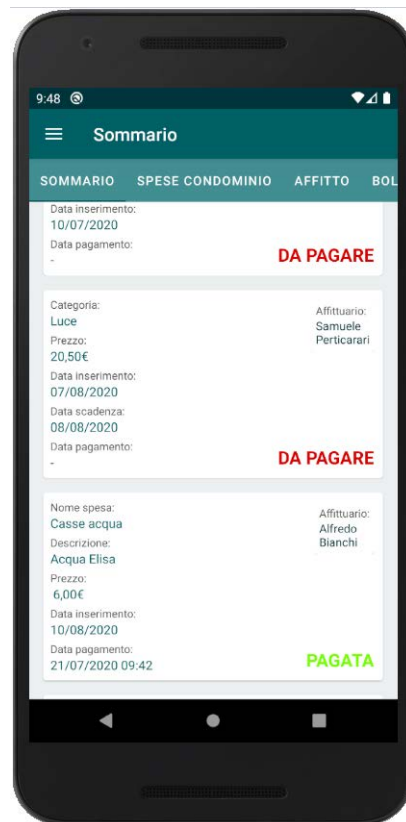 9:48
Sommario
SOMMARIO SPESE CONDOMINIO AFFITTO BOL
Data inserimento:
10/07/2020
Data pagamento:
-
DA PAGARE
Categoria:
Luce
Affittuario:
Samuele
Perticarari
Prezzo:
20,50€
Data inserimento:
07/08/2020
Data scadenza:
08/08/2020
Data pagamento:
-
DA PAGARE
Nome spesa:
Casse acqua
Affittuario:
Alfredo
Bianchi
Descrizione:
Acqua Elisa
Prezzo:
6,00€
Data inserimento:
10/08/2020
Data pagamento:
21/07/2020 09:42
PAGATA